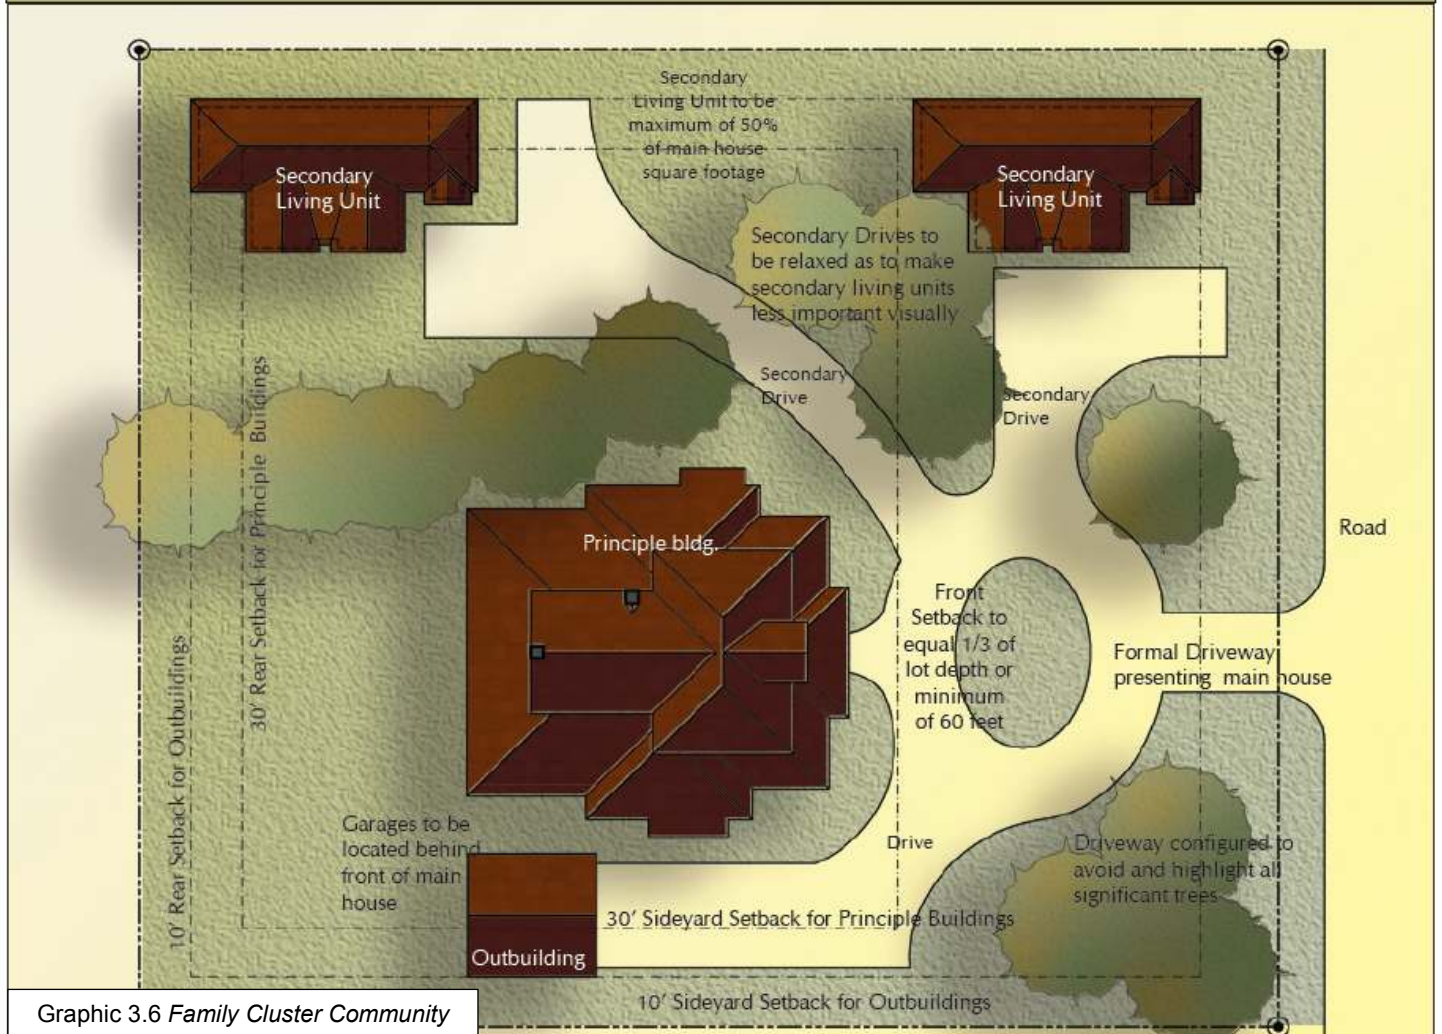 Secondary
Living Unit to be
maximum of 50%
of main house
square footage
Secondary
Living Unit
Secondary
Living Unit
Secondary Drives to
be relaxed as to make
secondary living units
less important visually
Secondary
Drive
Secondary
Drive
30' Rear Setback for Principle Buildings
10' Rear Setback for Outbuildings
Principle bldg.
Road
Front
Setback to
equal 1/3 of
lot depth or
minimum
of 60 feet
Formal Driveway
presenting main house
Garages to be
located behind
front of main
house
Drive
Driveway configured to
avoid and highlight all
significant trees
30' Sideyard Setback for Principle Buildings
Outbuilding
10' Sideyard Setback for Outbuildings
Graphic 3.6 Family Cluster Community